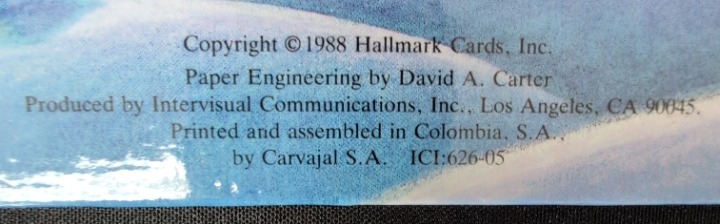 Copyright © 1988 Hallmark Cards, Inc.
Paper Engineering by David A. Carter
Produced by Intervisual Communications, Inc., Los Angeles, CA 90045.
Printed and assembled in Colombia, S.A.,
by Carvajal S.A. ICI:626-05